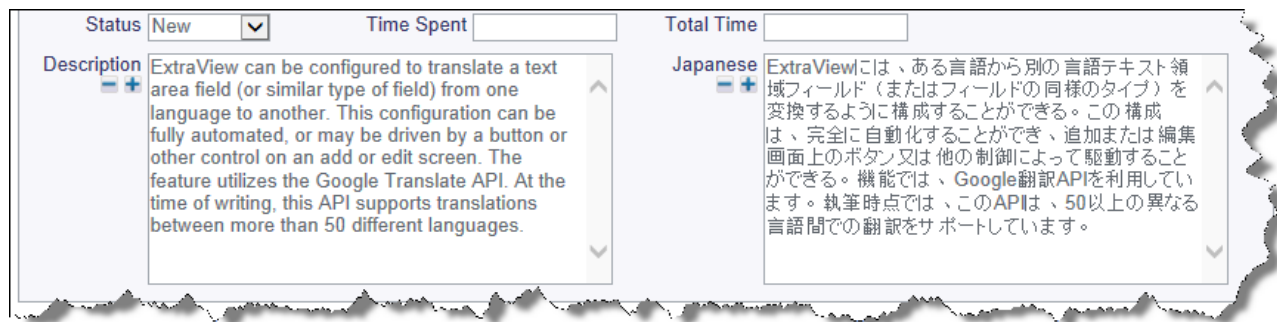 Status New Time Spent Total Time
Description
ExtraView can be configured to translate a text
area field (or similar type of field) from one
language to another. This configuration can be
fully automated, or may be driven by a button or
other control on an add or edit screen. The
feature utilizes the Google Translate API. At the
time of writing, this API supports translations
between more than 50 different languages.
Japanese
ExtraViewには、ある言語から別の言語テキスト領
域フィールド（またはフィールドの同様のタイプ）を
変換するように構成することができる。この構成
は、完全に自動化することができ、追加または編集
画面上のボタン又は他の制御によって駆動すること
ができる。機能では、Google翻訳APIを利用してい
ます。執筆時点では、このAPIは、50以上の異なる
言語間での翻訳をサポートしています。